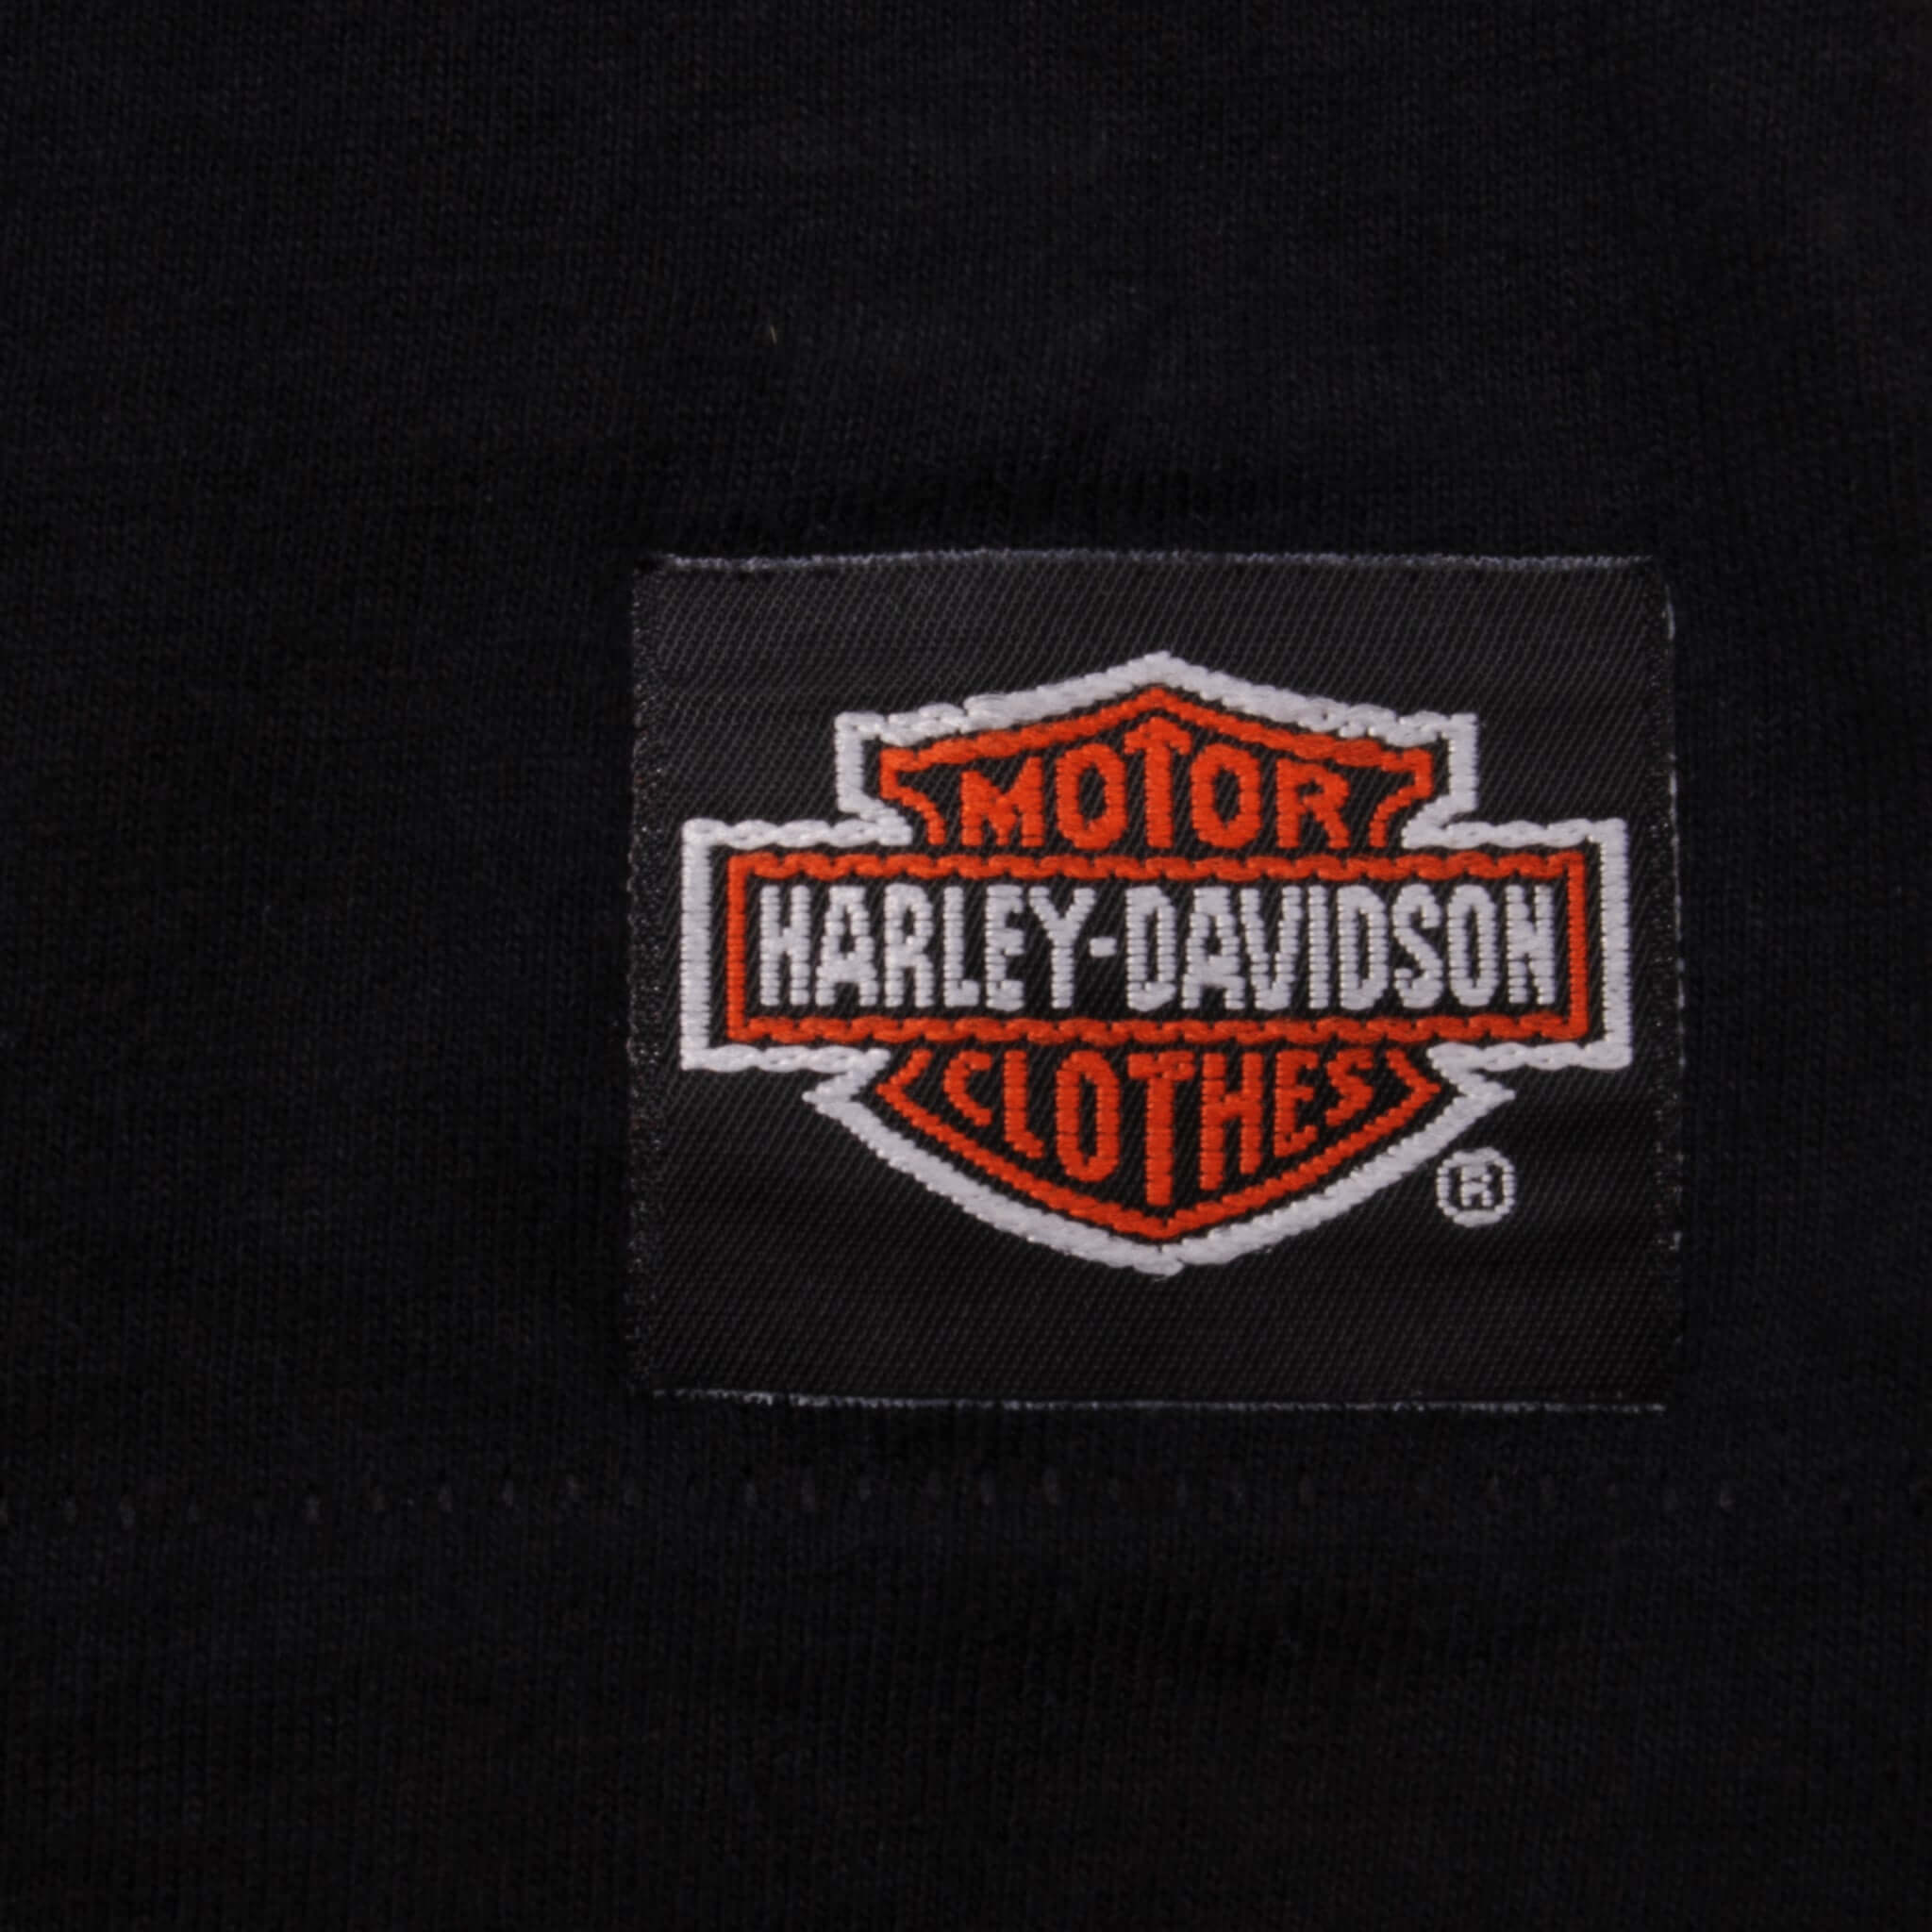 MOTOR
HARLEY-DAVIDSON
CLOTHES
®